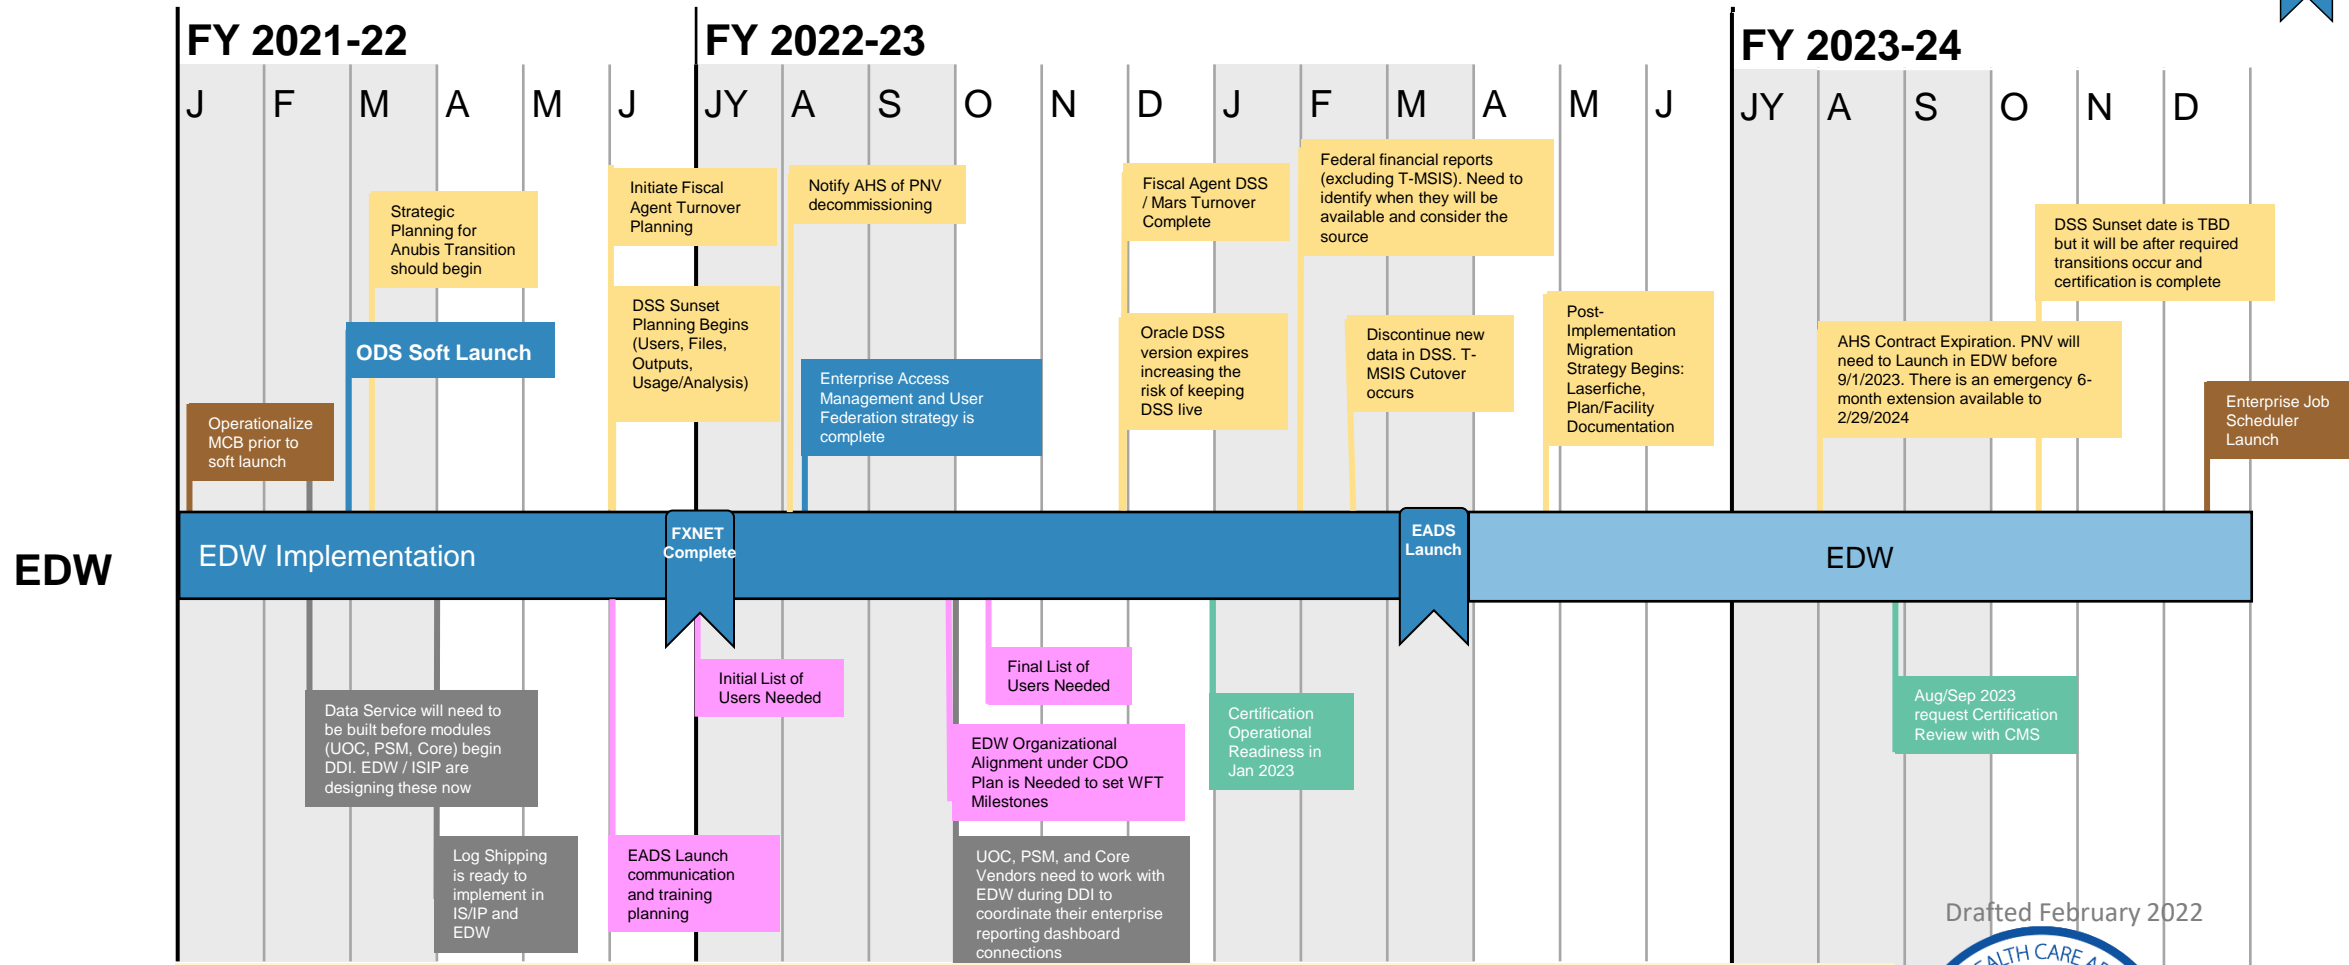 FY 2021-22
FY 2022-23
FY 2023-24
J F M A M J JY A S O N D J F M A M J JY A S O N D
Strategic
Planning for
Anubis Transition
should begin
Initiate Fiscal
Agent Turnover
Planning
Notify AHS of PNV
decommissioning
Fiscal Agent DSS
/ Mars Turnover
Complete
Federal financial reports
(excluding T-MSIS). Need to
identify when they will be
available and consider the
source
DSS Sunset date is TBD
but it will be after required
transitions occur and
certification is complete
ODS Soft Launch
DSS Sunset
Planning Begins
(Users, Files,
Outputs,
Usage/Analysis)
Enterprise Access
Management and User
Federation strategy is
complete
Oracle DSS
version expires
increasing the
risk of keeping
DSS live
Discontinue new
data in DSS. T-
MSIS Cutover
occurs
Post-
Implementation
Migration
Strategy Begins:
Laserfiche,
Plan/Facility
Documentation
AHS Contract Expiration. PNV will
need to Launch in EDW before
9/1/2023. There is an emergency 6-
month extension available to
2/29/2024
Operationalize
MCB prior to
soft launch
Enterprise Job
Scheduler
Launch
EDW
EDW Implementation
FXNET
Complete
EADS
Launch
EDW
Initial List of
Users Needed
Final List of
Users Needed
Data Service will need to
be built before modules
(UOC, PSM, Core) begin
DDI. EDW / ISIP are
designing these now
EDW Organizational
Alignment under CDO
Plan is Needed to set WFT
Milestones
Certification
Operational
Readiness in
Jan 2023
Aug/Sep 2023
request Certification
Review with CMS
Log Shipping
is ready to
implement in
IS/IP and
EDW
EADS Launch
communication
and training
planning
UOC, PSM, and Core
Vendors need to work with
EDW during DDI to
coordinate their enterprise
reporting dashboard
connections
Drafted February 2022
CARE